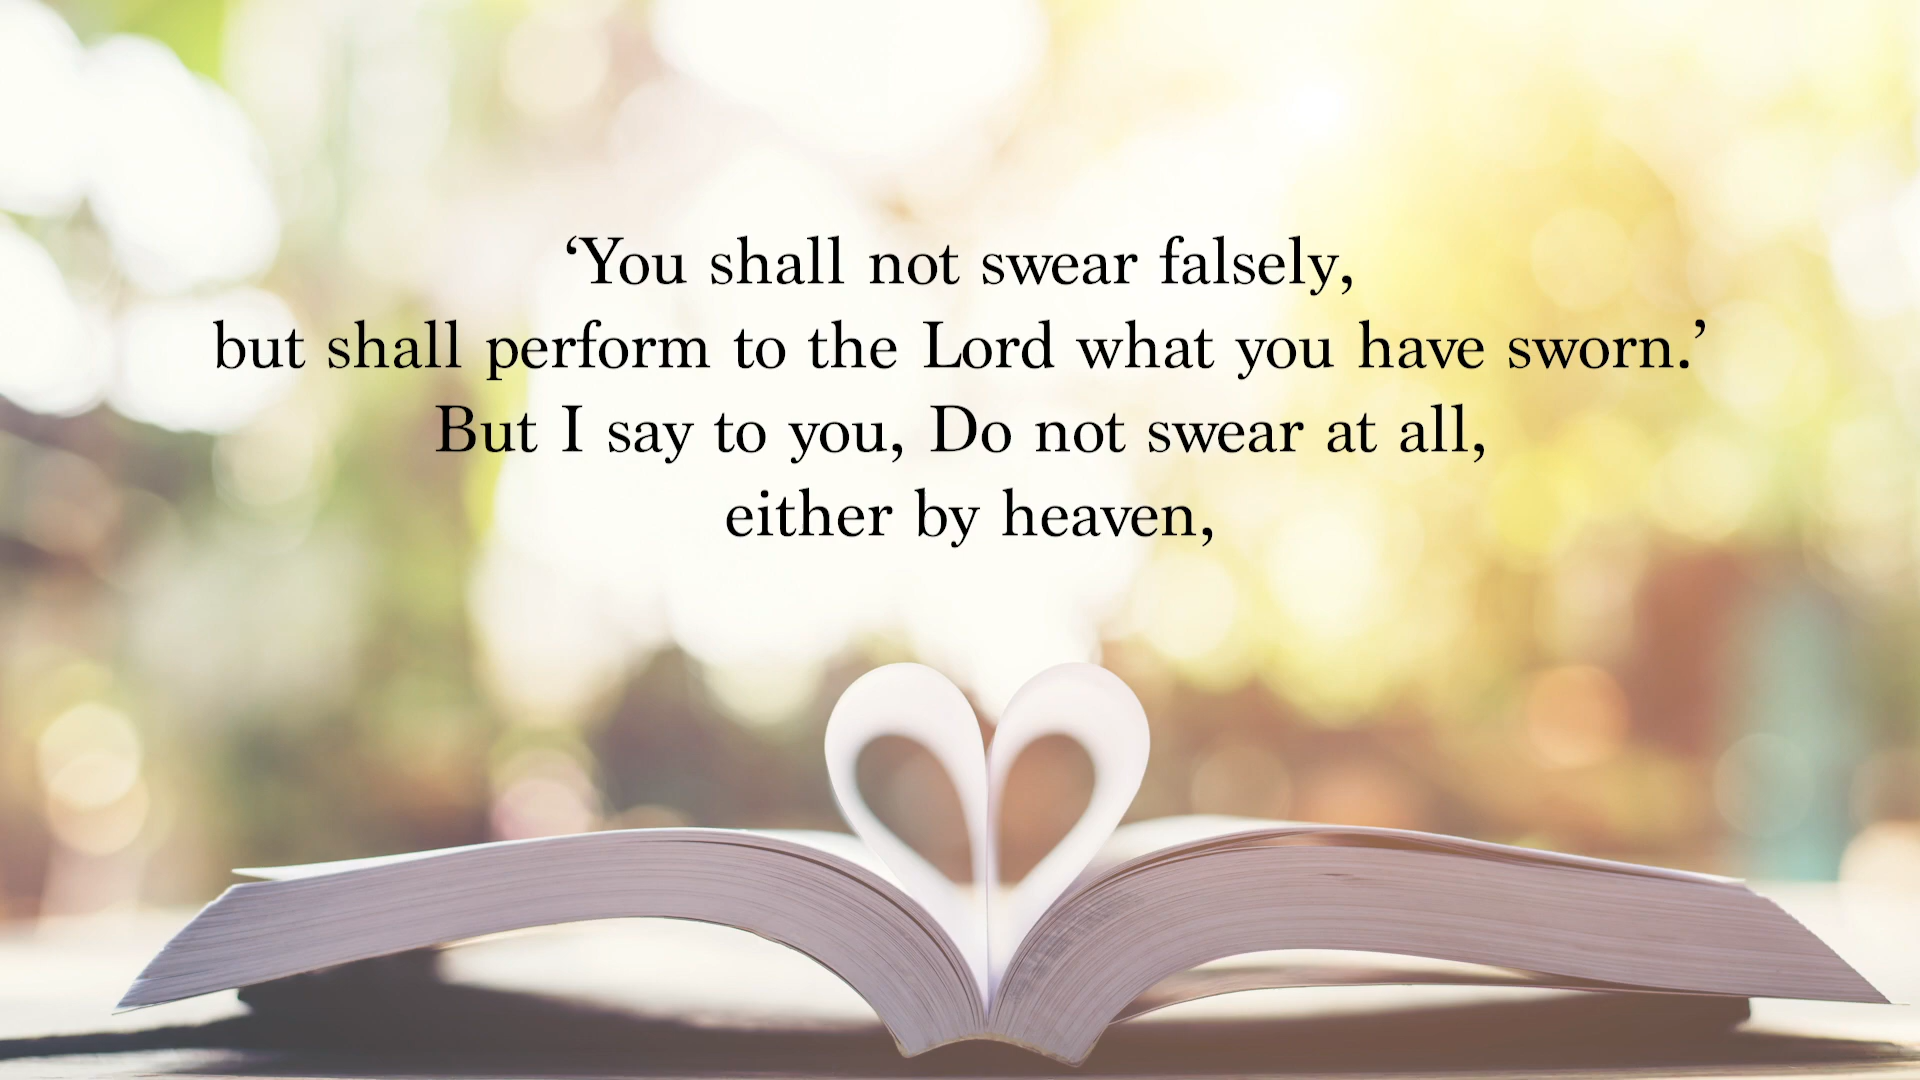 ‘You shall not swear falsely,
but shall perform to the Lord what you have sworn.’
But I say to you, Do not swear at all,
either by heaven,